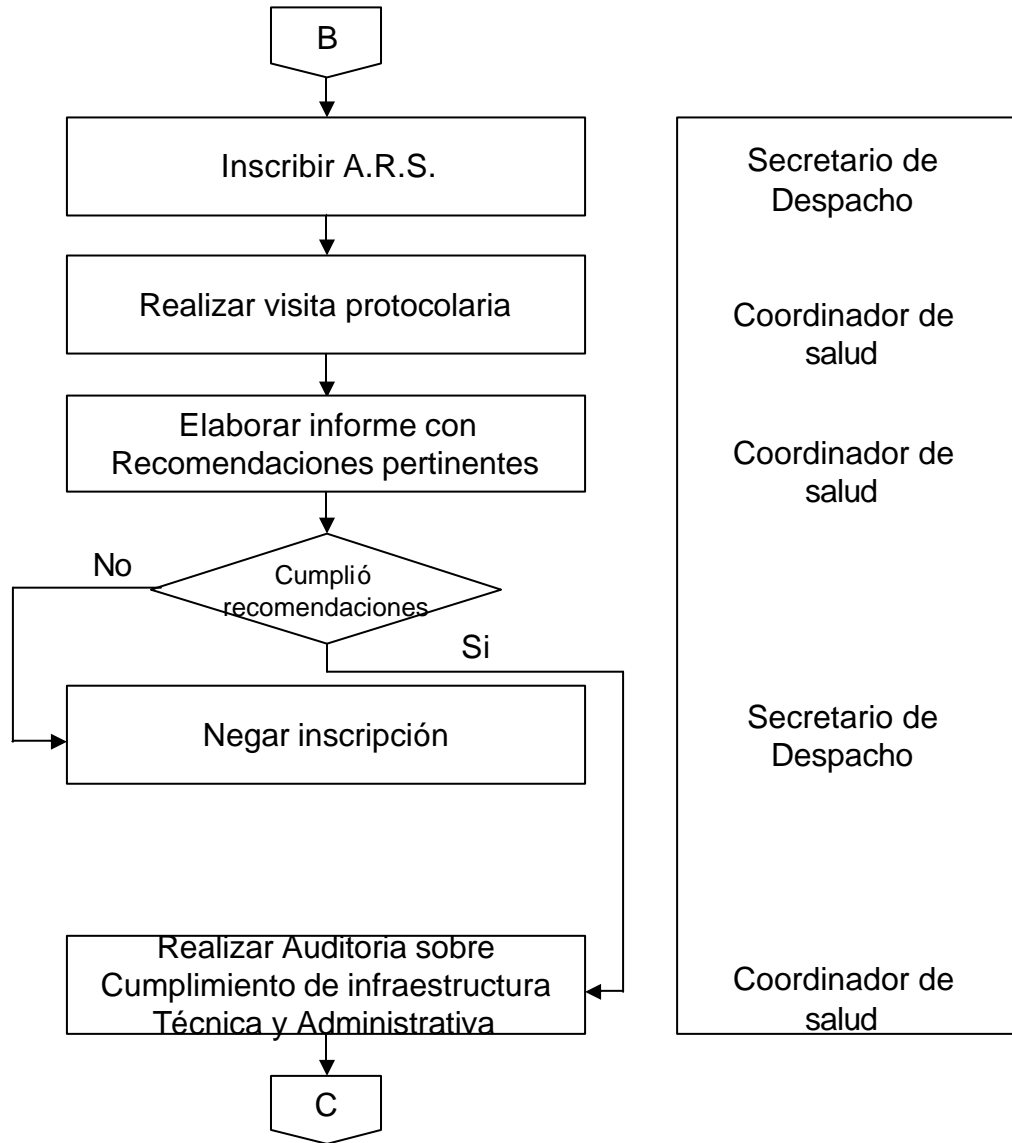 B
Inscribir A.R.S.
Secretario de
Despacho
Realizar visita protocolaria
Coordinador de
salud
Elaborar informe con
Recomendaciones pertinentes
Coordinador de
salud
No
Cumplió
recomendaciones
Si
Negar inscripción
Secretario de
Despacho
Realizar Auditoria sobre
Cumplimiento de infraestructura
Técnica y Administrativa
Coordinador de
salud
C